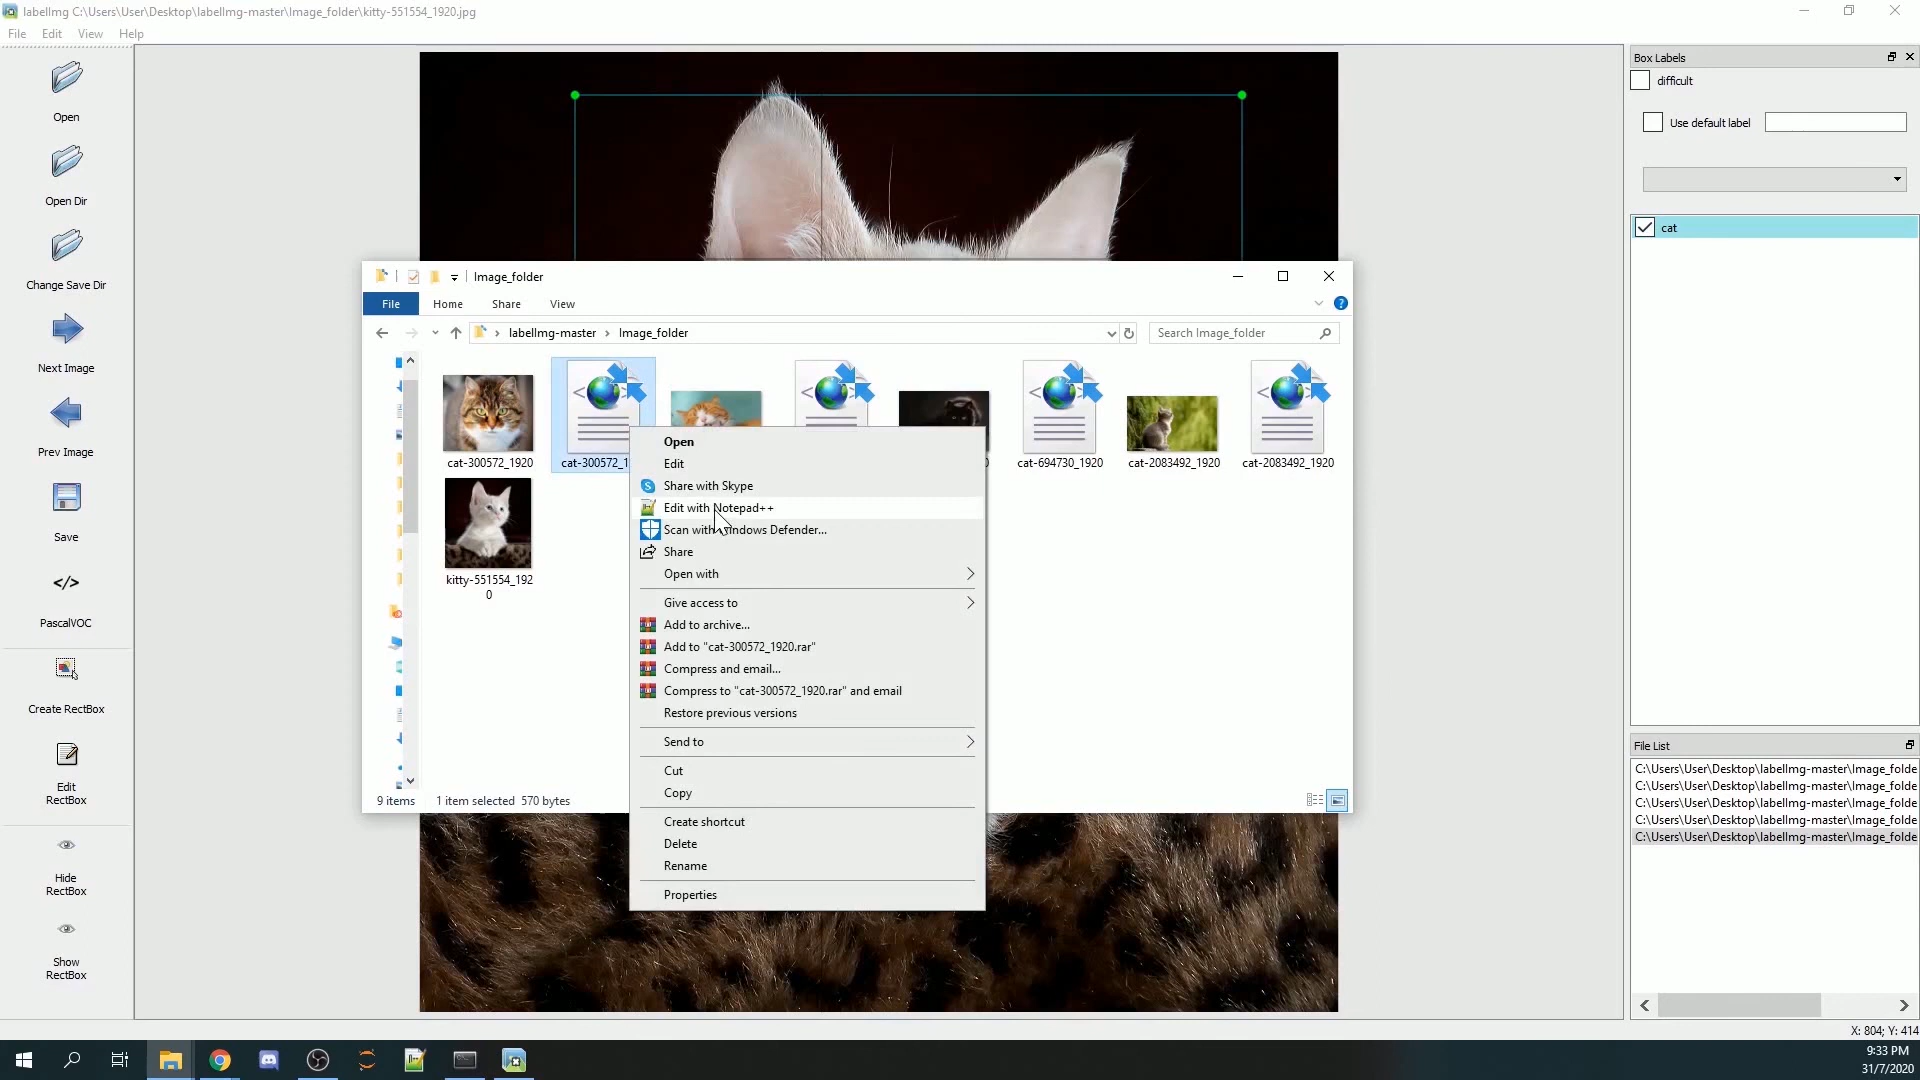 labelImg C:\Users\User\Desktop\labelImg-master\Image_folder\kitty-551554_1920.jpg
File Edit View Help
Open
Open Dir
Change Save Dir
Next Image
Prev Image
Save
</>
PascalVOC
Create RectBox
Edit
RectBox
Hide
RectBox
Show
RectBox
Image_folder
File Home Share View
labelImg-master > Image_folder
Search Image_folder
cat-300572_1920
cat-300572_1
cat-694730_1920
cat-2083492_1920
cat-2083492_1920
kitty-551554_192
0
9 items 1 item selected 570 bytes
Open
Edit
Share with Skype
Edit with Notepad++
Scan with Windows Defender...
Share
Open with
Give access to
Add to archive...
Add to "cat-300572_1920.rar"
Compress and email...
Compress to "cat-300572_1920.rar" and email
Restore previous versions
Send to
Cut
Copy
Create shortcut
Delete
Rename
Properties
Box Labels
difficult
Use default label
cat
File List
C:\Users\User\Desktop\labelImg-master\Image_folde
C:\Users\User\Desktop\labelImg-master\Image_folde
C:\Users\User\Desktop\labelImg-master\Image_folde
C:\Users\User\Desktop\labelImg-master\Image_folde
C:\Users\User\Desktop\labelImg-master\Image_folde
X: 804; Y: 414
9:33 PM
31/7/2020